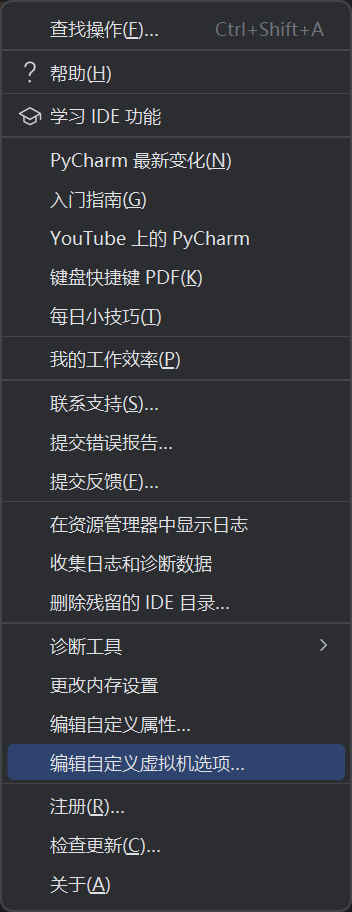 查找操作(F)... Ctrl+Shift+A
帮助(H)
学习 IDE 功能
PyCharm 最新变化(N)
入门指南(G)
YouTube 上的 PyCharm
键盘快捷键 PDF(K)
每日小技巧(T)
我的工作效率(P)
联系支持(S)...
提交错误报告...
提交反馈(F)...
在资源管理器中显示日志
收集日志和诊断数据
删除残留的 IDE 目录...
诊断工具
更改内存设置
编辑自定义属性...
编辑自定义虚拟机选项...
注册(R)...
检查更新(C)...
关于(A)